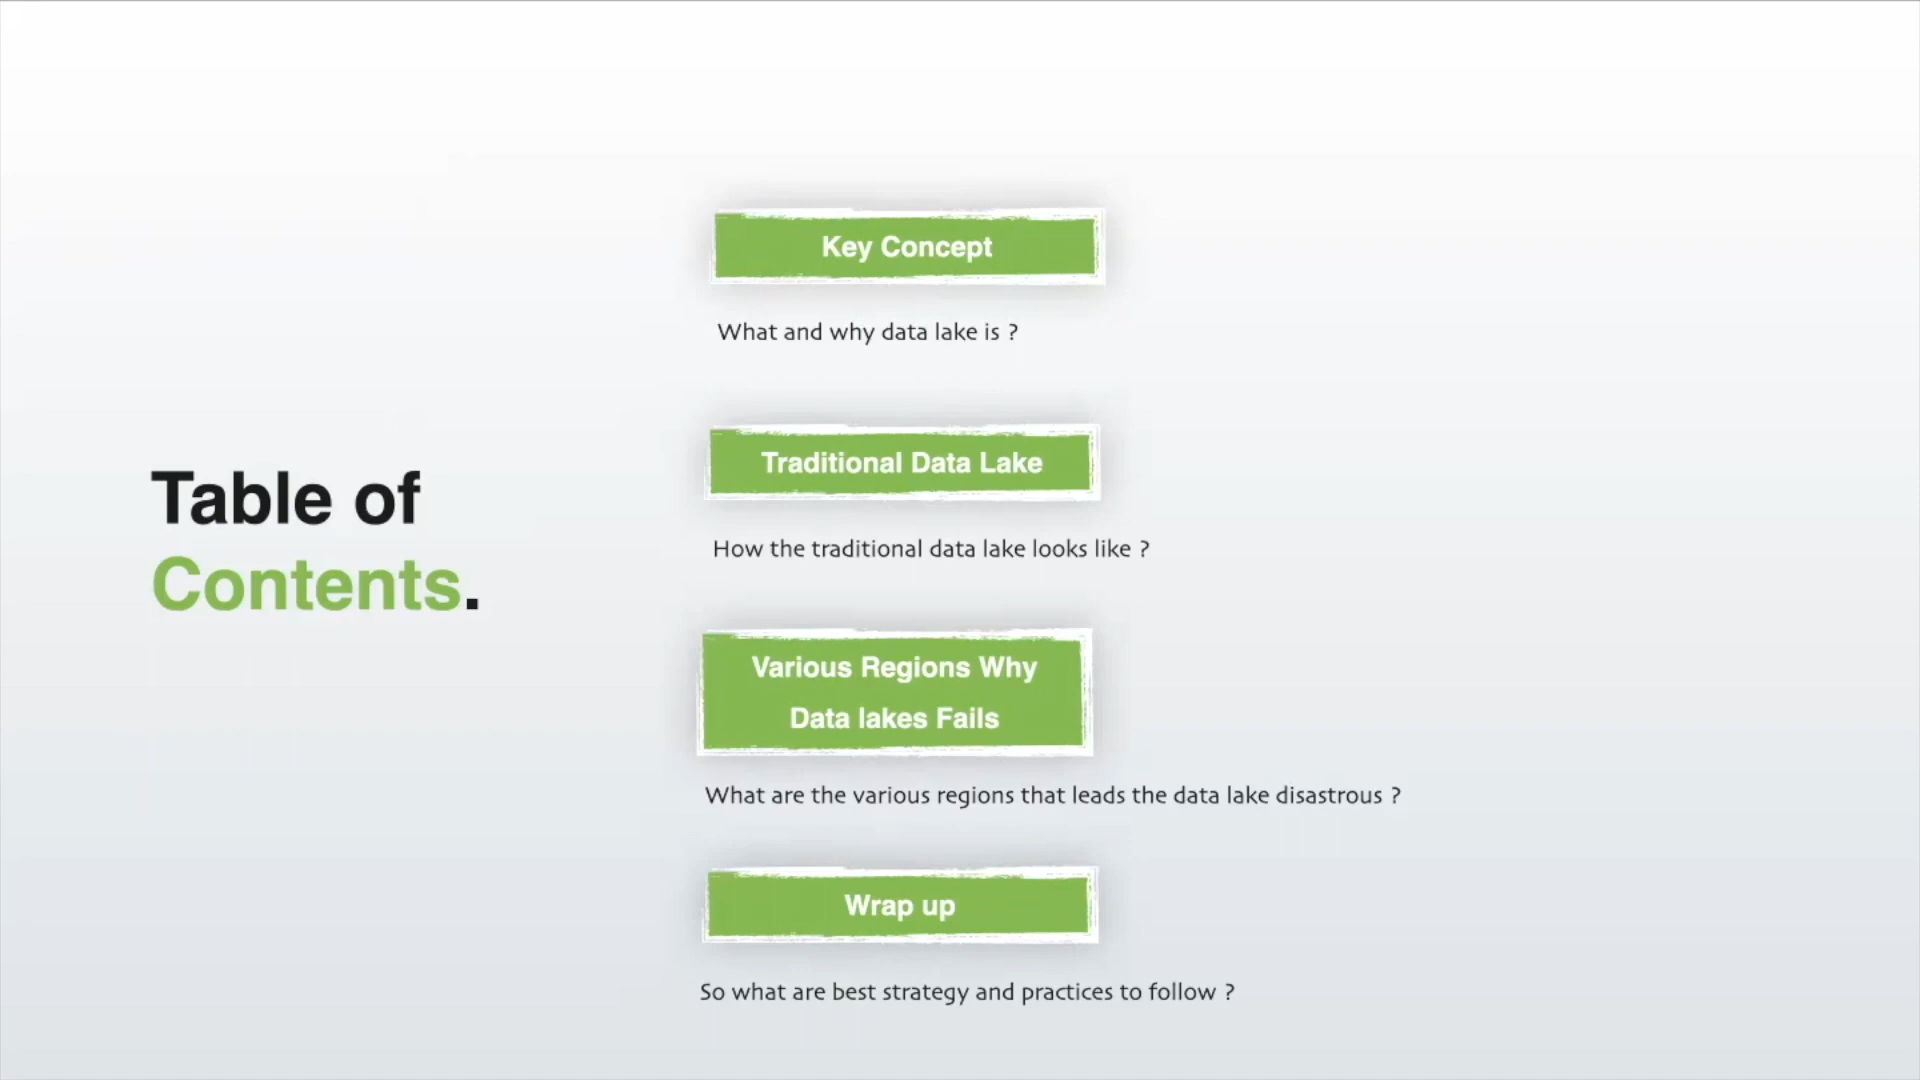 Table of
Contents.
Key Concept
What and why data lake is ?
Traditional Data Lake
How the traditional data lake looks like ?
Various Regions Why
Data lakes Fails
What are the various regions that leads the data lake disastrous ?
Wrap up
So what are best strategy and practices to follow ?